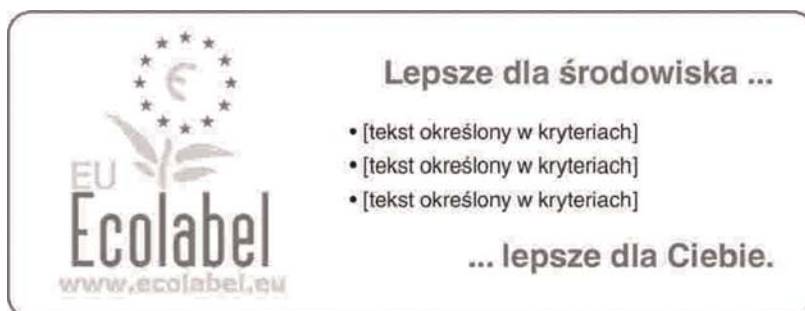 Lepsze dla środowiska ...
• [tekst określony w kryteriach]
• [tekst określony w kryteriach]
• [tekst określony w kryteriach]
... lepsze dla Ciebie.
EU
Ecolabel
www.ecolabel.eu